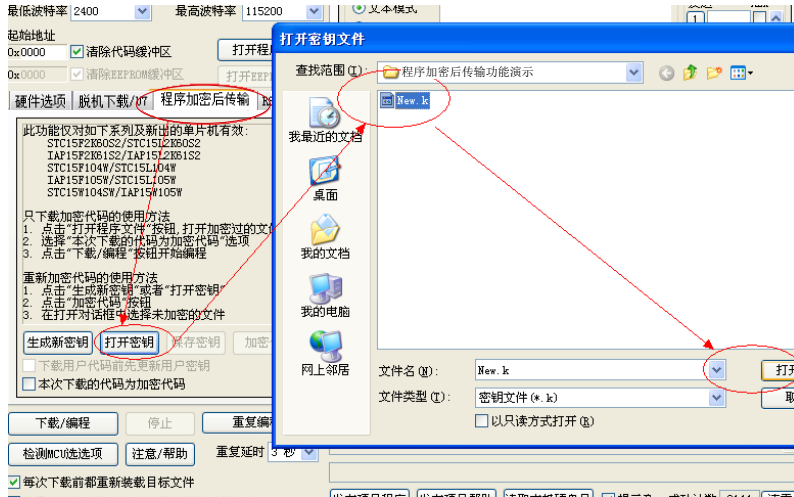 最低波特率 2400 最高波特率 115200
文本模式
起始地址
0x0000 清除代码缓冲区 打开程
0x0000 清除EEPROM缓冲区 打开EEP
硬件选项 脱机下载/U7 程序加密后传输
此功能仅对如下系列及新出的单片机有效:
STC15F2K60S2/STC15L2K60S2
IAP15F2K61S2/IAP15L2K61S2
STC15F104W/STC15L104W
IAP15F105W/STC15L105W
STC15W104SW/IAP15W105W
只下载加密代码的使用方法
1. 点击"打开程序文件"按钮,打开加密过的文
2. 选择"本次下载的代码为加密代码"选项
3. 点击"下载/编程"按钮开始编程
重新加密代码的使用方法
1. 点击"生成新密钥"或者"打开密钥"
2. 点击"加密代码"按钮
3. 在打开对话框中选择未加密的文件
生成新密钥 打开密钥 保存密钥 加密
下载用户代码前先更新用户密钥
本次下载的代码为加密代码
下载/编程 停止 重复编
检测MCU选项 注意/帮助 重复延时 3 秒
每次下载前都重新装载目标文件
打开密钥文件
查找范围(I): 程序加密后传输功能演示
New.k
我最近的文档
桌面
我的文档
我的电脑
网上邻居
文件名(N): New.k 打开
文件类型(T): 密钥文件(*.k) 取
以只读方式打开(R)